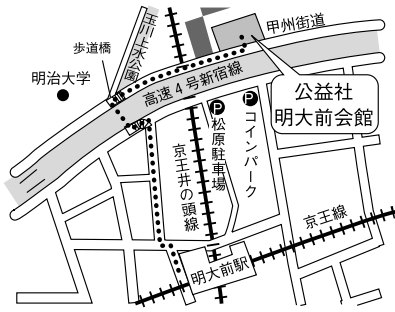 玉川上水公園
甲州街道
歩道橋
明治大学
高速4号新宿線
公益社
明大前会館
P
松原駐車場
P
コインパーク
京王井の頭線
京王線
明大前駅